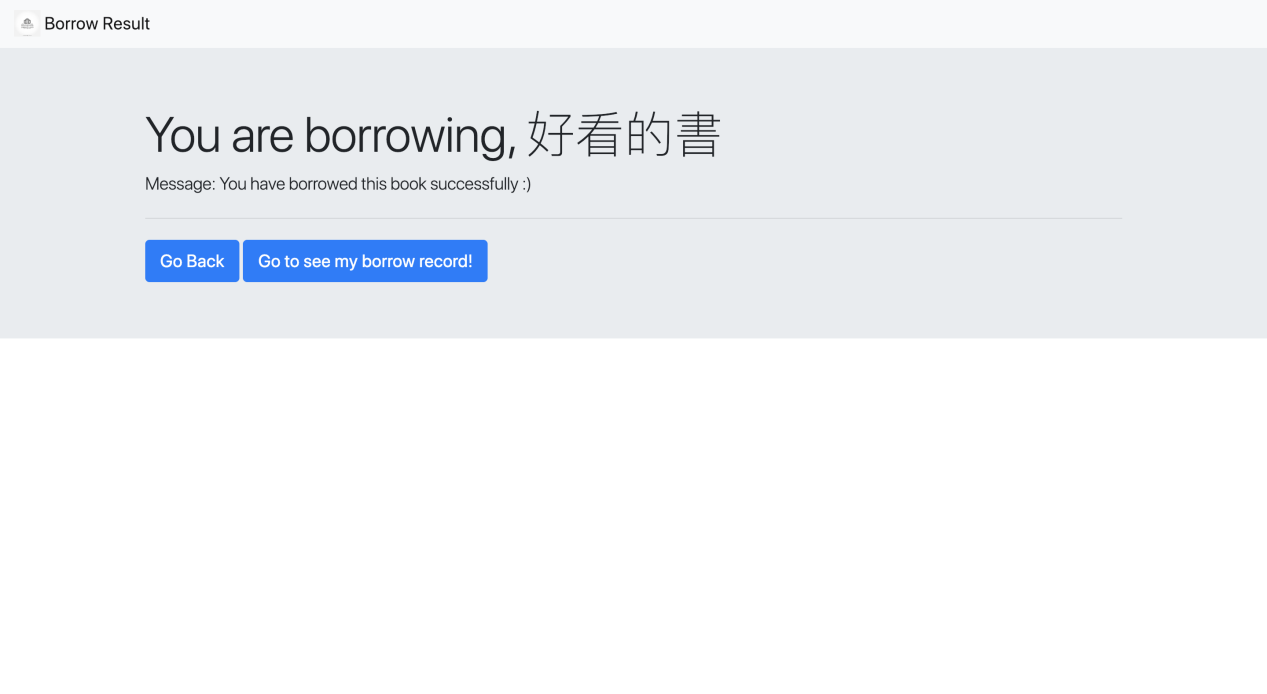 Borrow Result
You are borrowing, 好看的書
Message: You have borrowed this book successfully :)
Go Back
Go to see my borrow record!